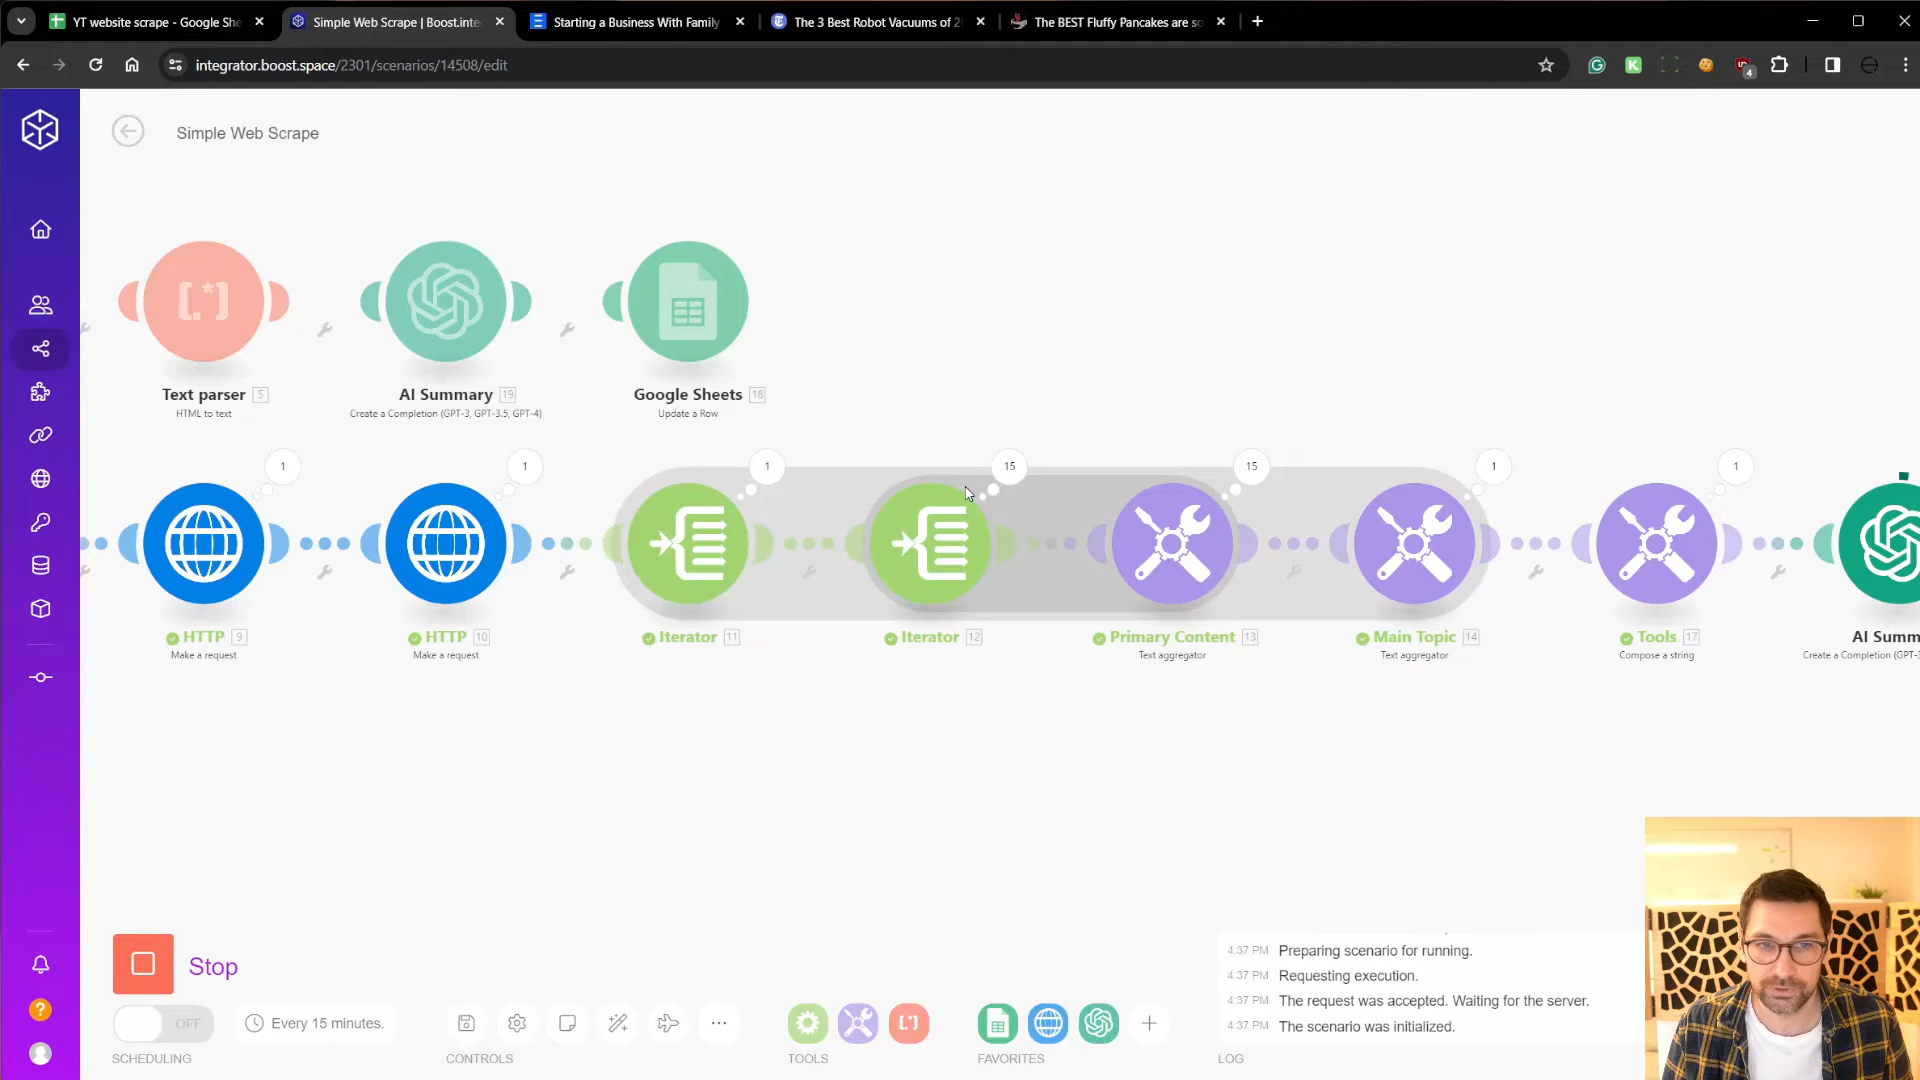 YT website scrape - Google She
Simple Web Scrape | Boost.inte
Starting a Business With Family
The 3 Best Robot Vacuums of 2
The BEST Fluffy Pancakes are so
integrator.boost.space/2301/scenarios/14508/edit
4
Simple Web Scrape
Text parser 5
HTML to text
AI Summary 19
Create a Completion (GPT-3, GPT-3.5, GPT-4)
Google Sheets 18
Update a Row
1
1
1
15
15
1
1
HTTP 9
Make a request
HTTP 10
Make a request
Iterator 11
Iterator 12
Primary Content 13
Text aggregator
Main Topic 14
Text aggregator
Tools 17
Compose a string
AI Summ
Create a Completion (GPT-3
Stop
OFF
Every 15 minutes.
SCHEDULING
CONTROLS
TOOLS
FAVORITES
LOG
4:37 PM Preparing scenario for running.
4:37 PM Requesting execution.
4:37 PM The request was accepted. Waiting for the server.
4:37 PM The scenario was initialized.